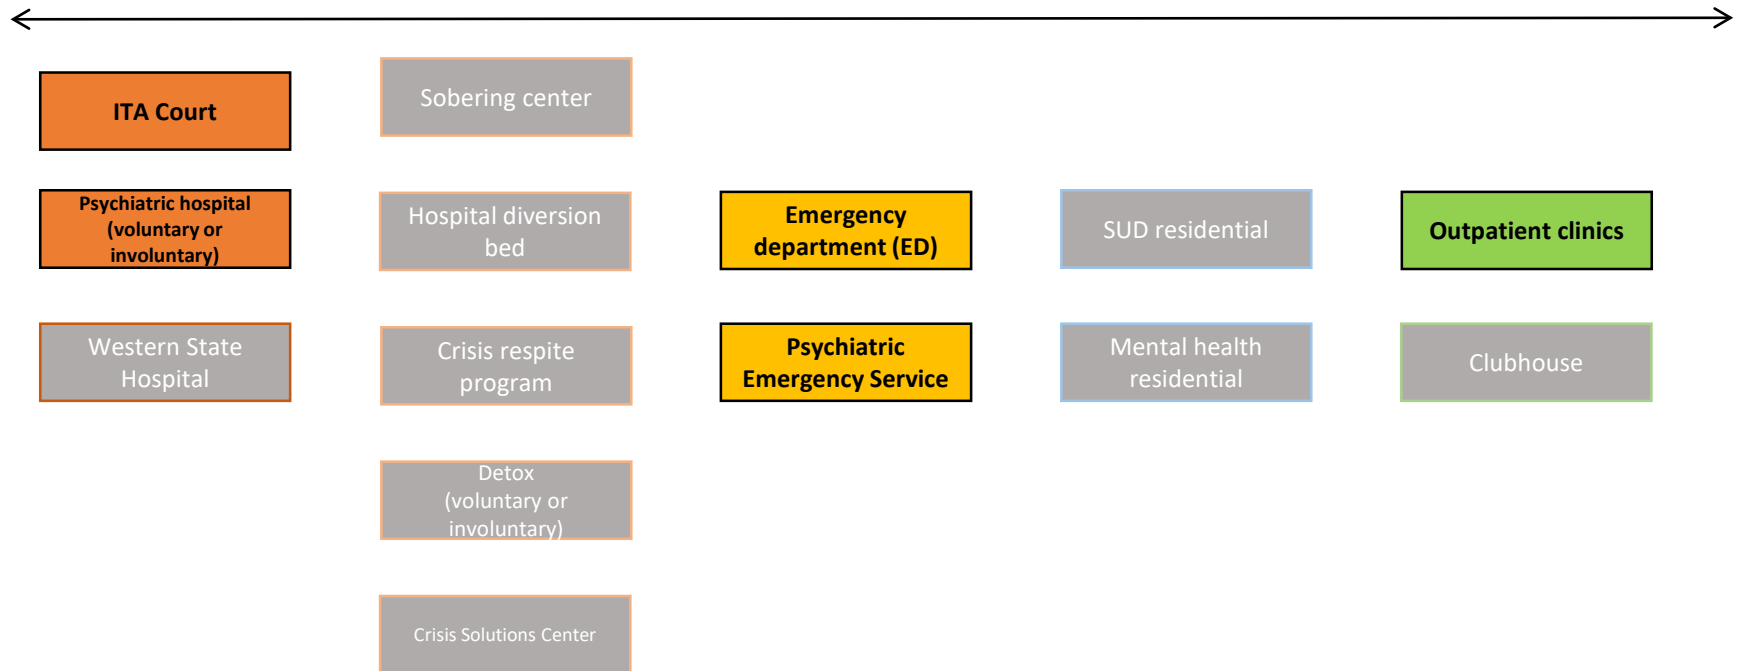 ITA Court
Psychiatric hospital
(voluntary or
involuntary)
Western State
Hospital
Sobering center
Hospital diversion
bed
Crisis respite
program
Detox
(voluntary or
involuntary)
Crisis Solutions Center
Emergency
department (ED)
Psychiatric
Emergency Service
SUD residential
Mental health
residential
Outpatient clinics
Clubhouse